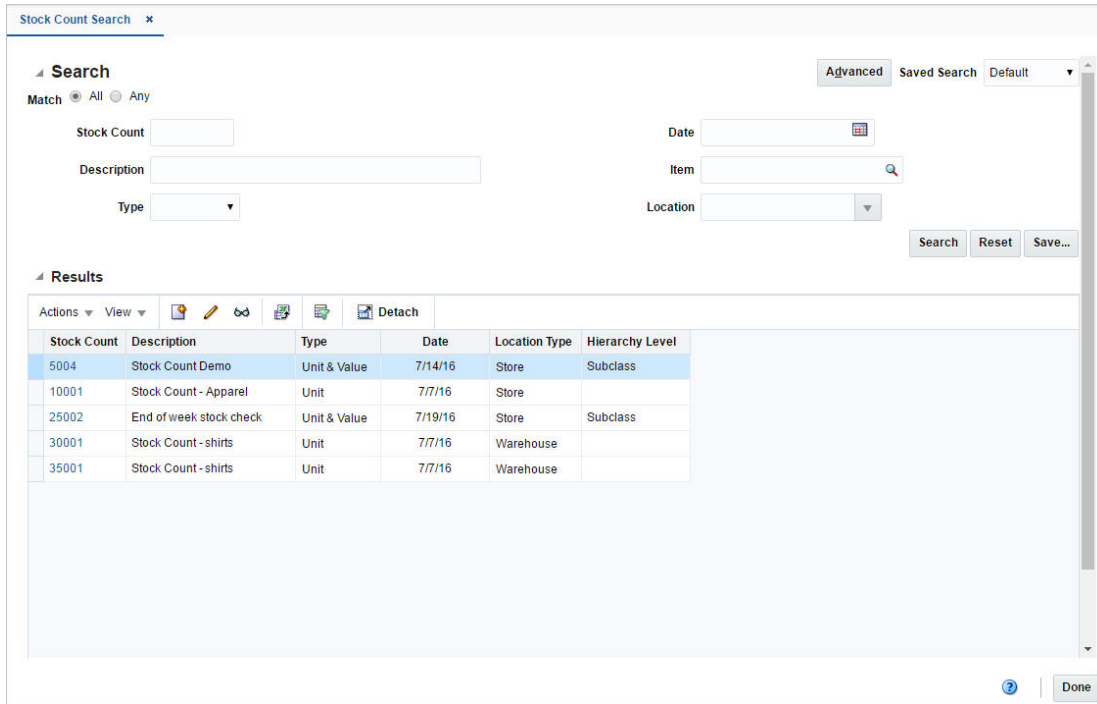 Stock Count Search ×
Search
Advanced Saved Search Default
Match All Any
Stock Count
Date
Description
Item
Type
Location
Search Reset Save...
Results
Actions View Detach
Stock Count Description Type Date Location Type Hierarchy Level
5004 Stock Count Demo Unit & Value 7/14/16 Store Subclass
10001 Stock Count - Apparel Unit 7/7/16 Store
25002 End of week stock check Unit & Value 7/19/16 Store Subclass
30001 Stock Count - shirts Unit 7/7/16 Warehouse
35001 Stock Count - shirts Unit 7/7/16 Warehouse
? Done